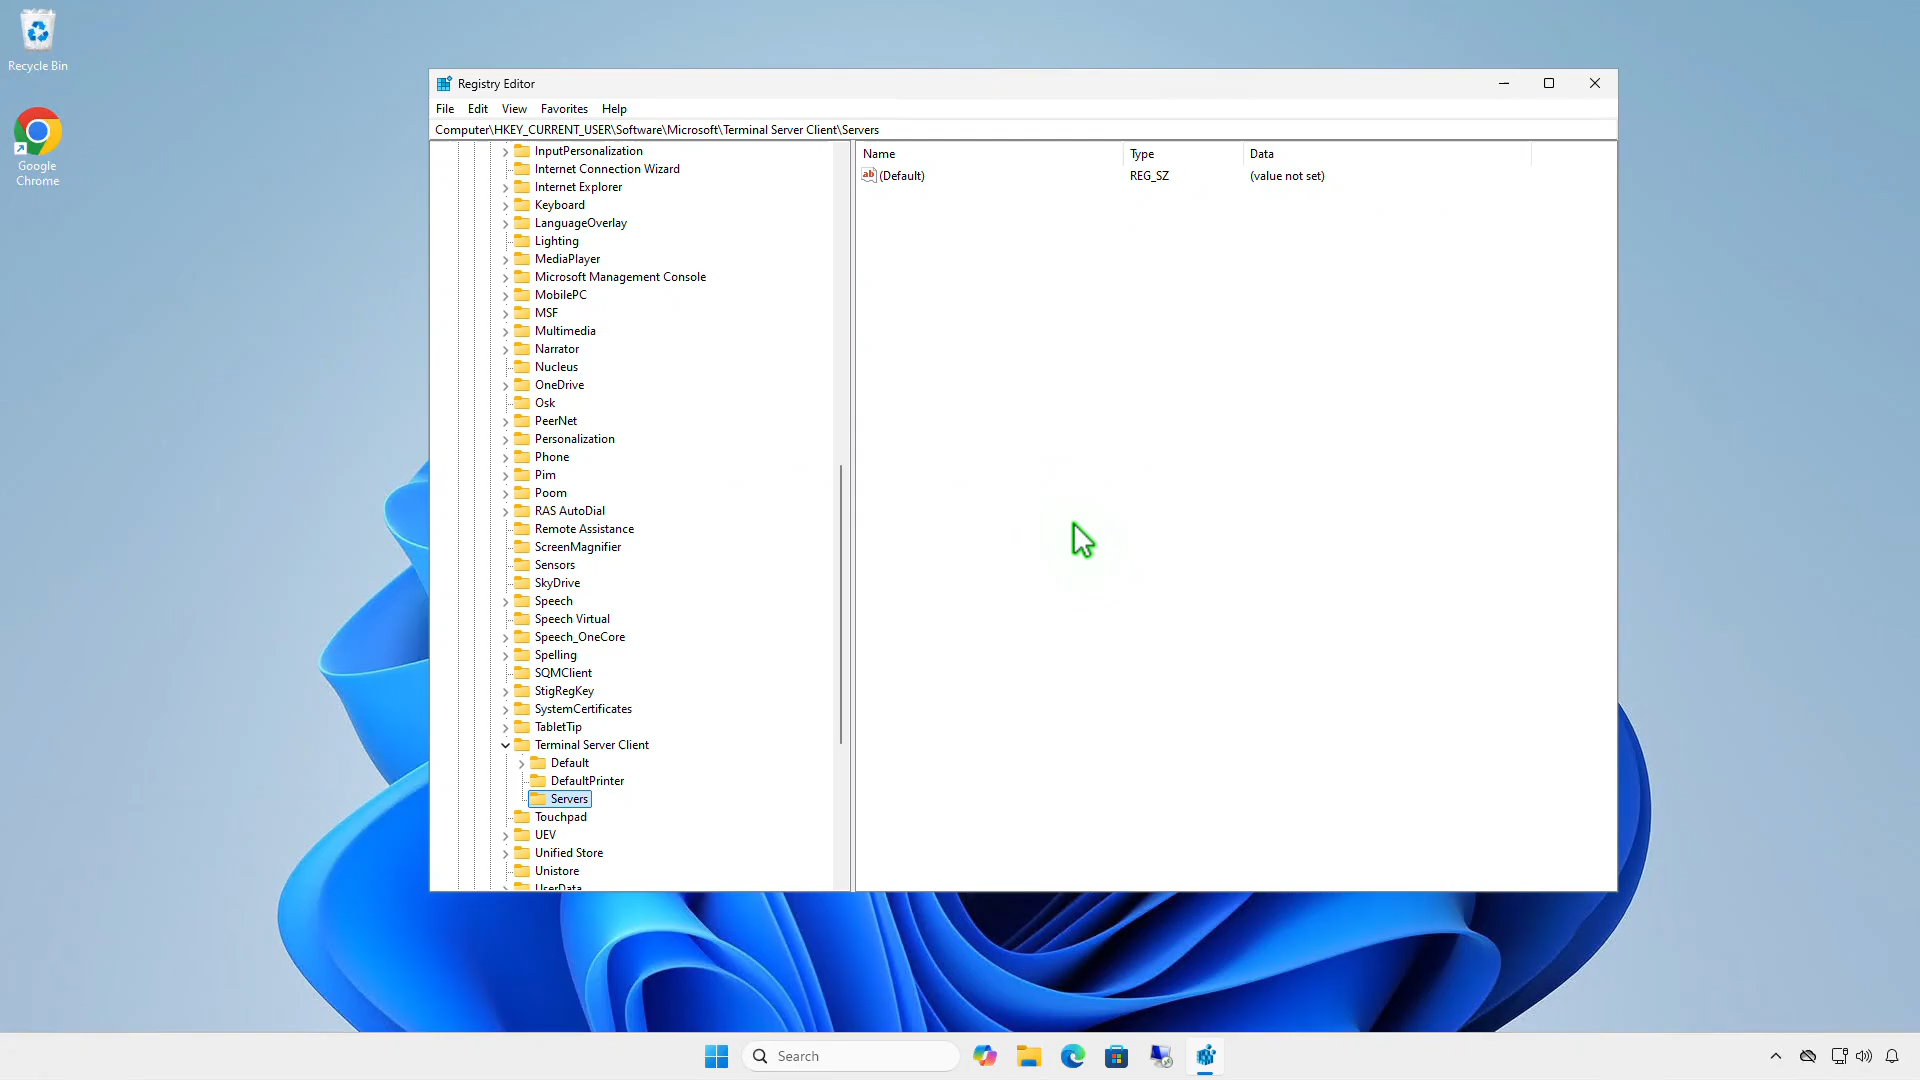 Recycle Bin
Google
Chrome
Registry Editor
File Edit View Favorites Help
Computer\HKEY_CURRENT_USER\Software\Microsoft\Terminal Server Client\Servers
InputPersonalization
Internet Connection Wizard
Internet Explorer
Keyboard
LanguageOverlay
Lighting
MediaPlayer
Microsoft Management Console
MobilePC
MSF
Multimedia
Narrator
Nucleus
OneDrive
Osk
PeerNet
Personalization
Phone
Pim
Poom
RAS AutoDial
Remote Assistance
ScreenMagnifier
Sensors
SkyDrive
Speech
Speech Virtual
Speech_OneCore
Spelling
SQMClient
StigRegKey
SystemCertificates
TabletTip
Terminal Server Client
Default
DefaultPrinter
Servers
Touchpad
UEV
Unified Store
Unistore
UserData
Name Type Data
ab (Default) REG_SZ (value not set)
Search